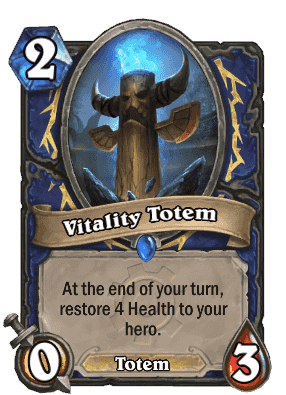 2
Vitality Totem
At the end of your turn,
restore 4 Health to your
hero.
0
Totem
3